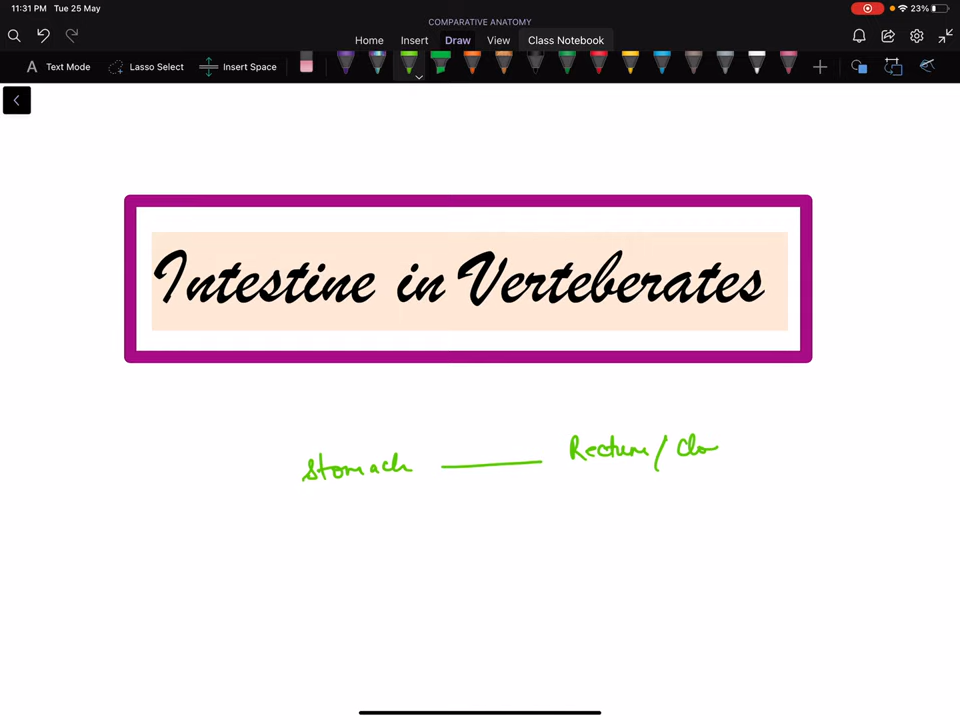 11:31 PM Tue 25 May
23%
COMPARATIVE ANATOMY
Home Insert Draw View Class Notebook
A Text Mode Lasso Select Insert Space
Intestine in Verteberates
Stomach — Rectum / Clo